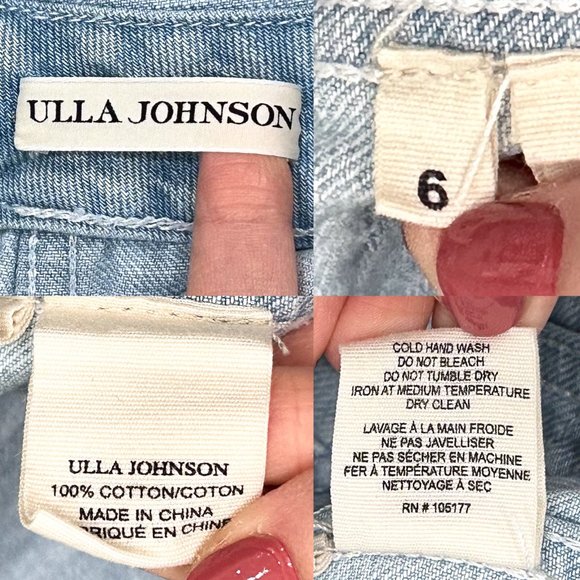 ULLA JOHNSON
6
ULLA JOHNSON
100% COTTON/COTON
MADE IN CHINA
EN CHINE
COLD HAND WASH
DO NOT BLEACH
DO NOT TUMBLE DRY
IRON AT MEDIUM TEMPERATURE
DRY CLEAN
LAVAGE À LA MAIN FROIDE
NE PAS JAVELLISER
NE PAS SÉCHER EN MACHINE
FER À TEMPÉRATURE MOYENNE
NETTOYAGE À SEC
RN # 105177